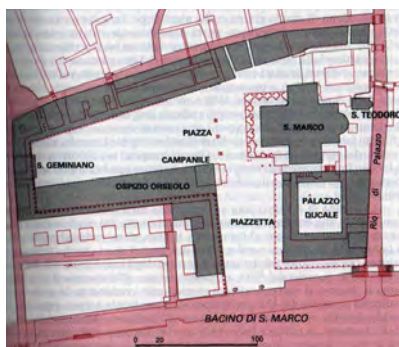 S. TEODORO
PIAZZA
S. MARCO
S. GEMINIANO
CAMPANILE
OSPIZIO ORSEOLO
PIAZZETTA
PALAZZO
DUCALE
Rio di Palazzo
BACINO DI S. MARCO
0 20 100